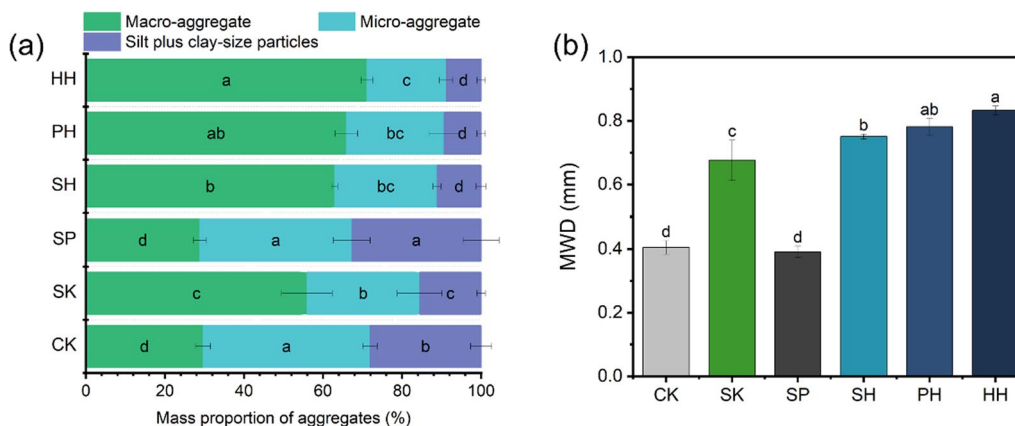 (a)
Macro-aggregate Micro-aggregate
Silt plus clay-size particles
HH a c d
PH ab bc d
SH b bc d
SP d a a
SK c b c
CK d a b
0 20 40 60 80 100
Mass proportion of aggregates (%)
(b)
MWD (mm)
1.0
0.8
0.6
0.4
0.2
0.0
d c d b ab a
CK SK SP SH PH HH